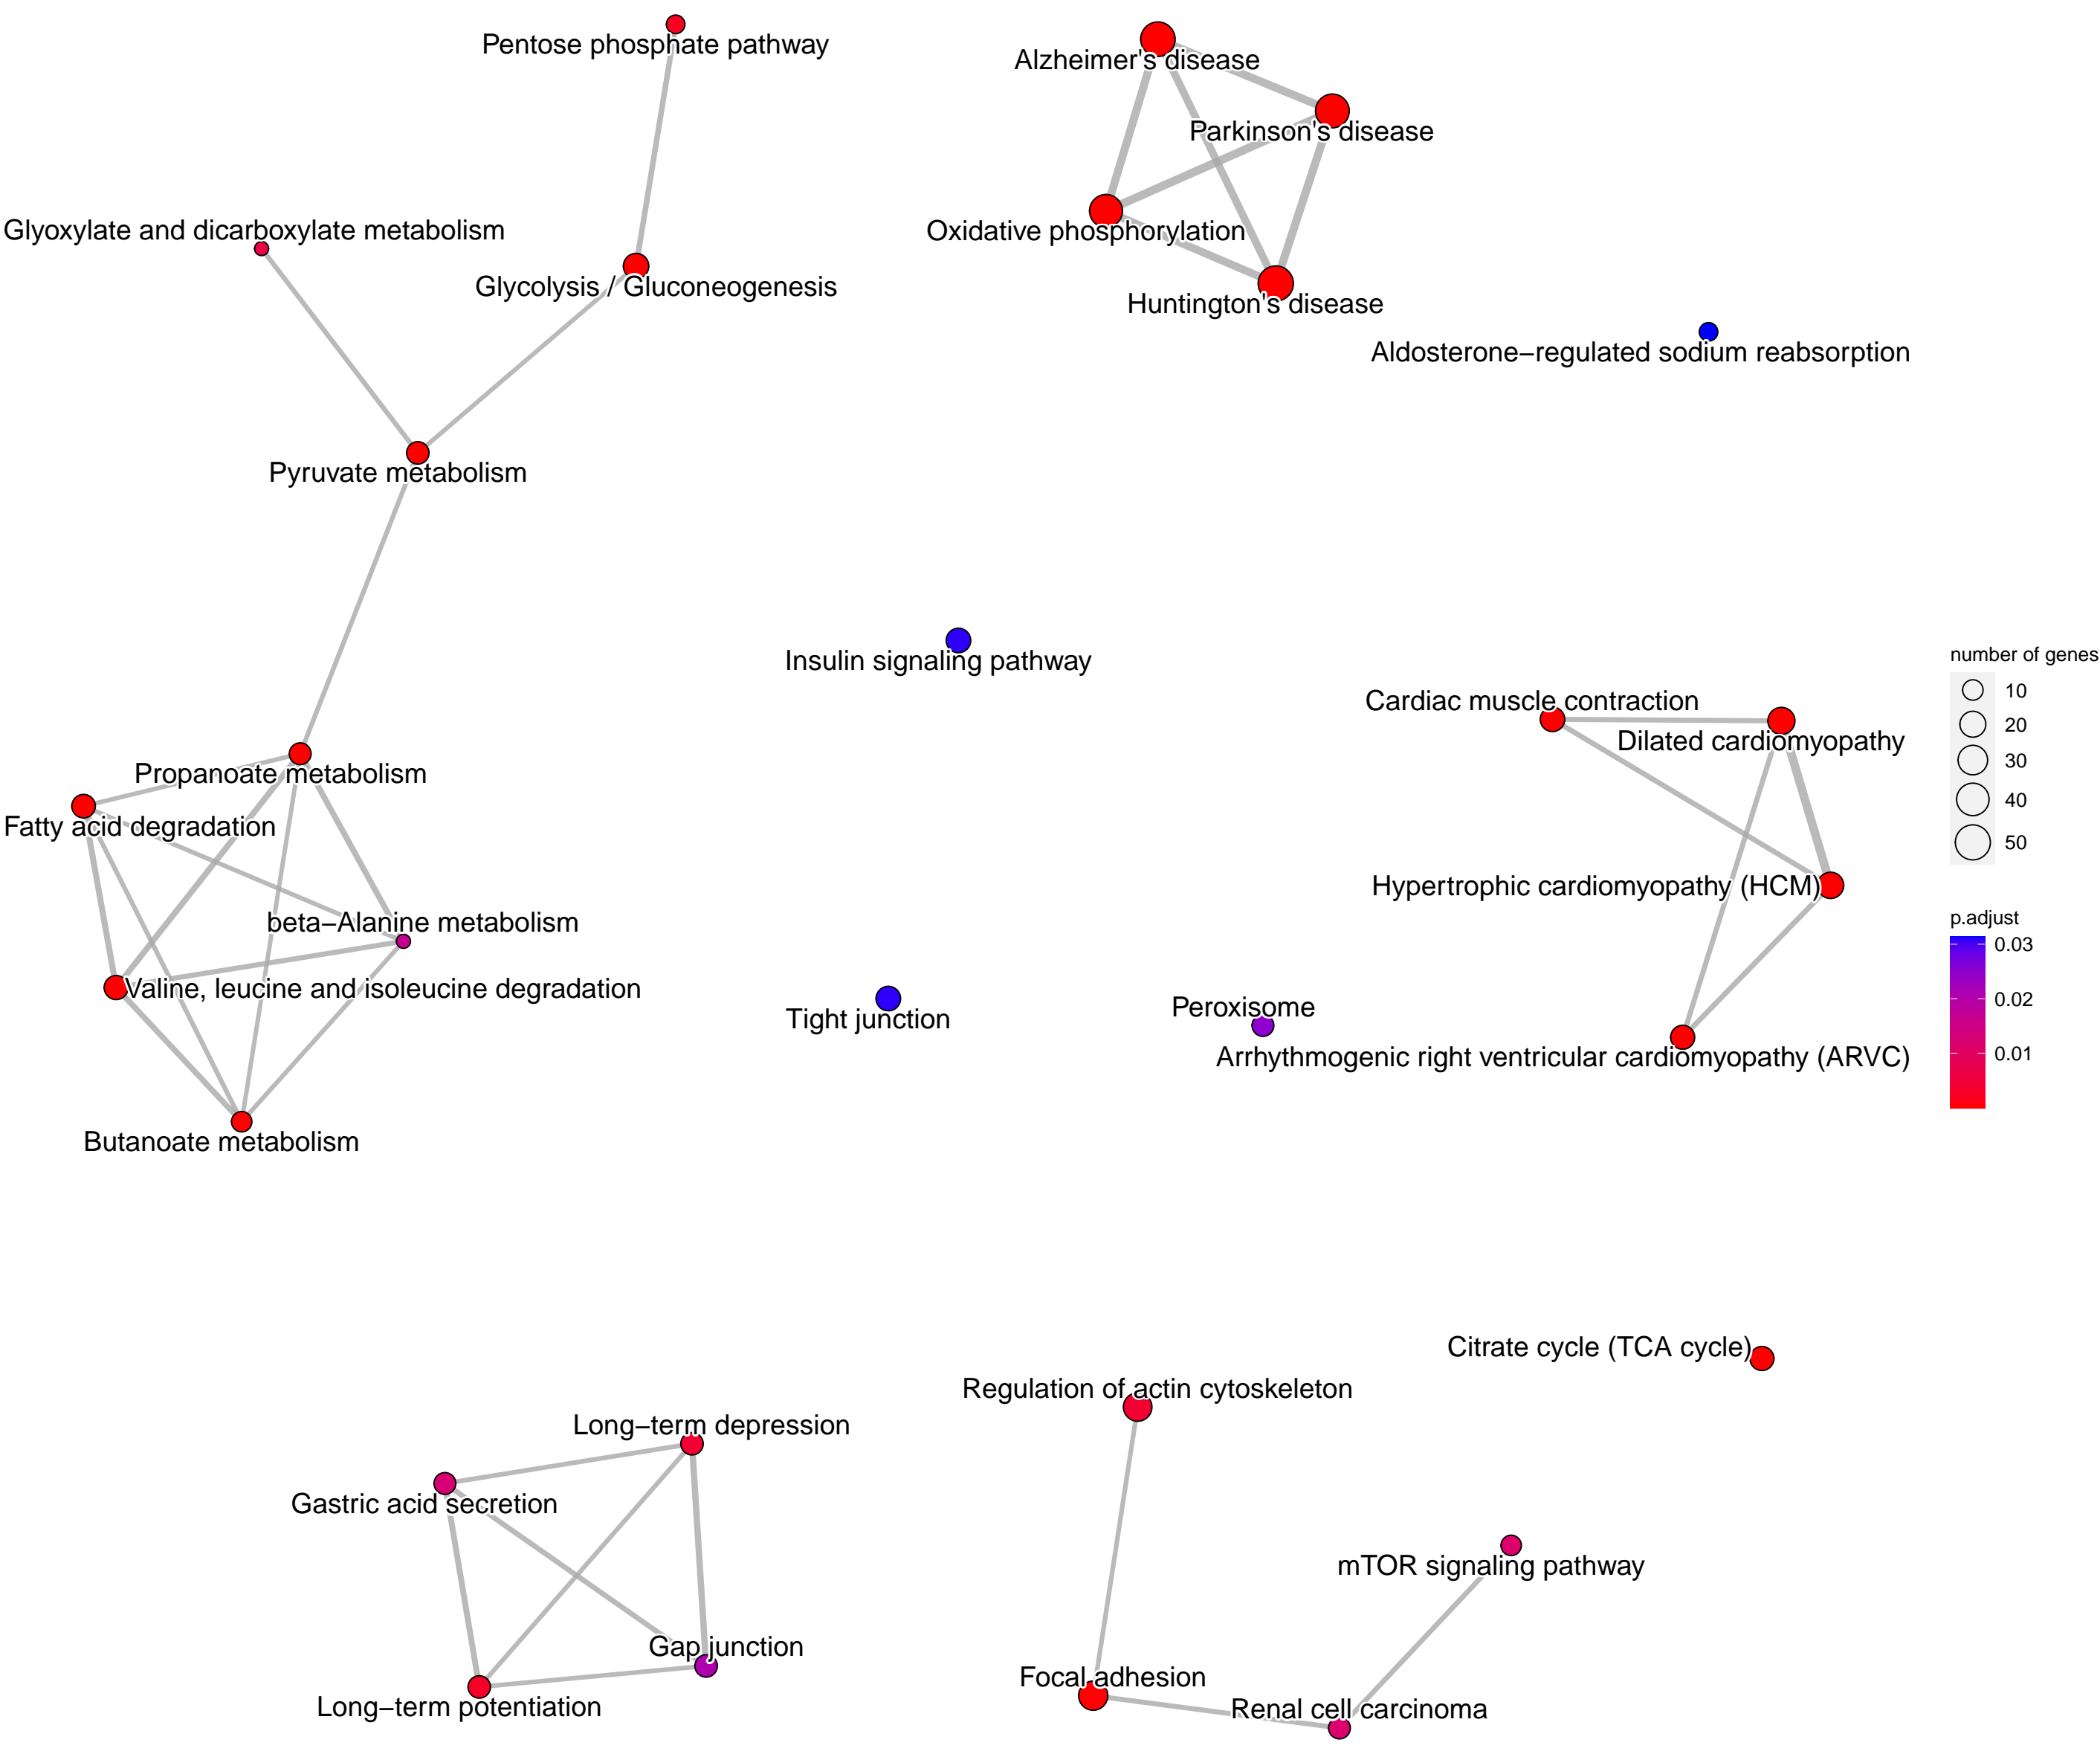 Pentose phosphate pathway
Alzheimer's disease
Parkinson's disease
Glyoxylate and dicarboxylate metabolism
Oxidative phosphorylation
Glycolysis / Gluconeogenesis
Huntington's disease
Aldosterone−regulated sodium reabsorption
Pyruvate metabolism
Insulin signaling pathway
number of genes
10
20
30
40
50
Cardiac muscle contraction
Dilated cardiomyopathy
Propanoate metabolism
Fatty acid degradation
Hypertrophic cardiomyopathy (HCM)
beta−Alanine metabolism
p.adjust
0.03
0.02
0.01
Valine, leucine and isoleucine degradation
Tight junction
Peroxisome
Arrhythmogenic right ventricular cardiomyopathy (ARVC)
Butanoate metabolism
Citrate cycle (TCA cycle)
Regulation of actin cytoskeleton
Long−term depression
Gastric acid secretion
mTOR signaling pathway
Gap junction
Focal adhesion
Long−term potentiation
Renal cell carcinoma